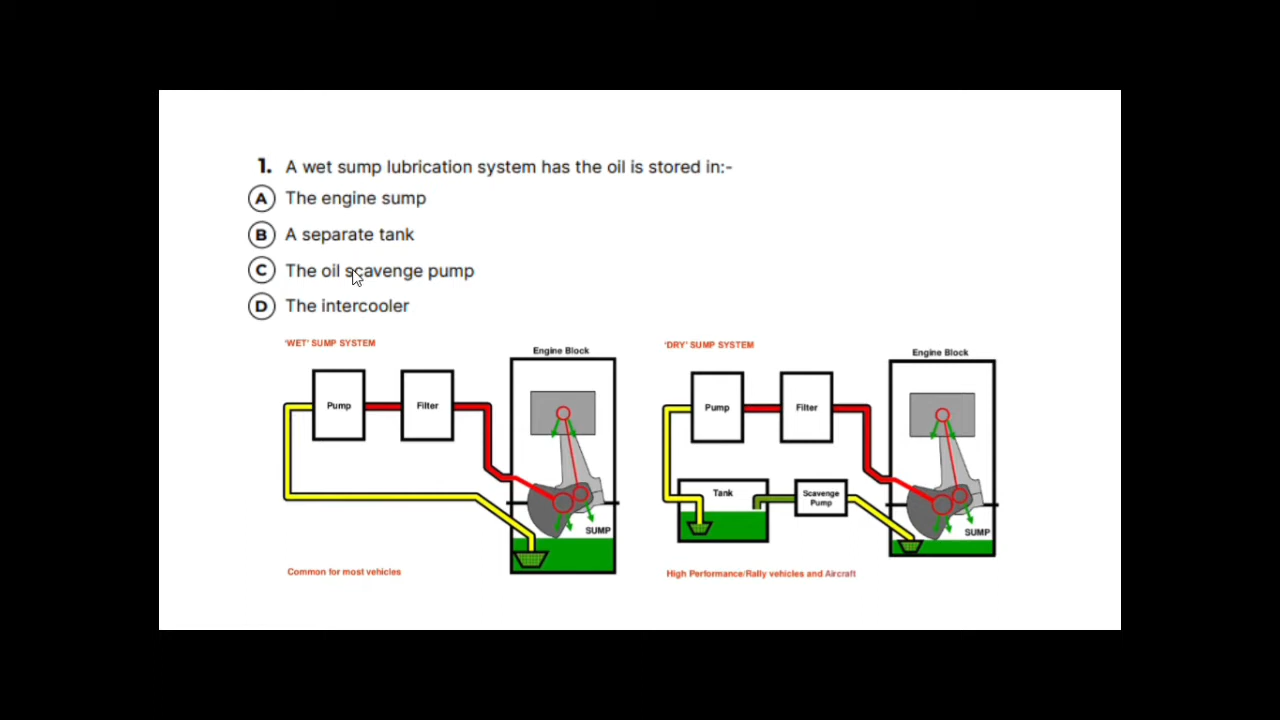 1. A wet sump lubrication system has the oil is stored in:-
A The engine sump
B A separate tank
C The oil scavenge pump
D The intercooler
'WET' SUMP SYSTEM
Engine Block
Pump
Filter
SUMP
Common for most vehicles
'DRY' SUMP SYSTEM
Engine Block
Pump
Filter
Tank
Scavenge
Pump
SUMP
High Performance/Rally vehicles and Aircraft